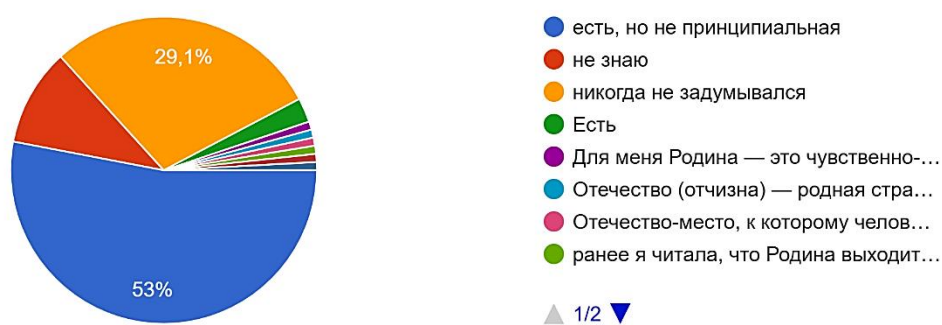 29,1%
53%
есть, но не принципиальная
не знаю
никогда не задумывался
Есть
Для меня Родина — это чувственно-…
Отечество (отчизна) — родная стра…
Отечество-место, к которому челов…
ранее я читала, что Родина выходит…
1/2